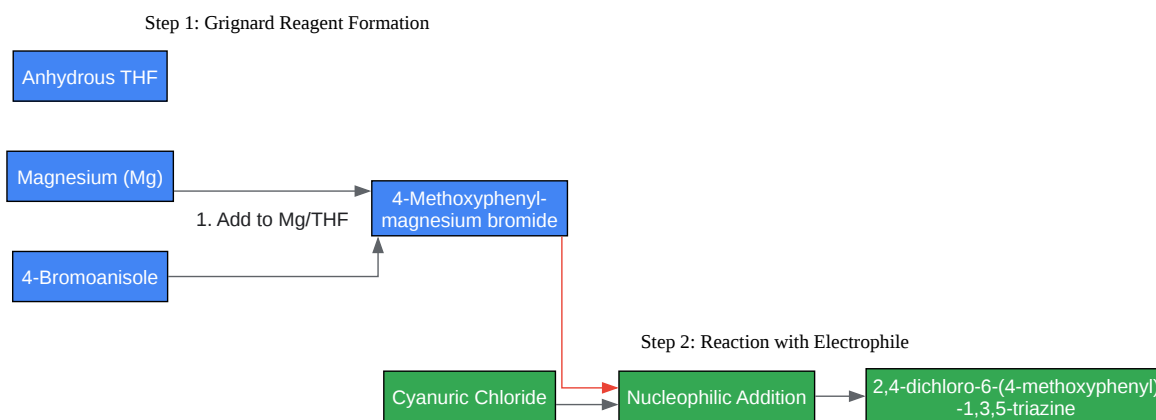 Step 1: Grignard Reagent Formation
Anhydrous THF
Magnesium (Mg)
4-Methoxyphenyl-
magnesium bromide
1. Add to Mg/THF
4-Bromoanisole
Step 2: Reaction with Electrophile
Cyanuric Chloride
Nucleophilic Addition
2,4-dichloro-6-(4-methoxyphenyl)
-1,3,5-triazine